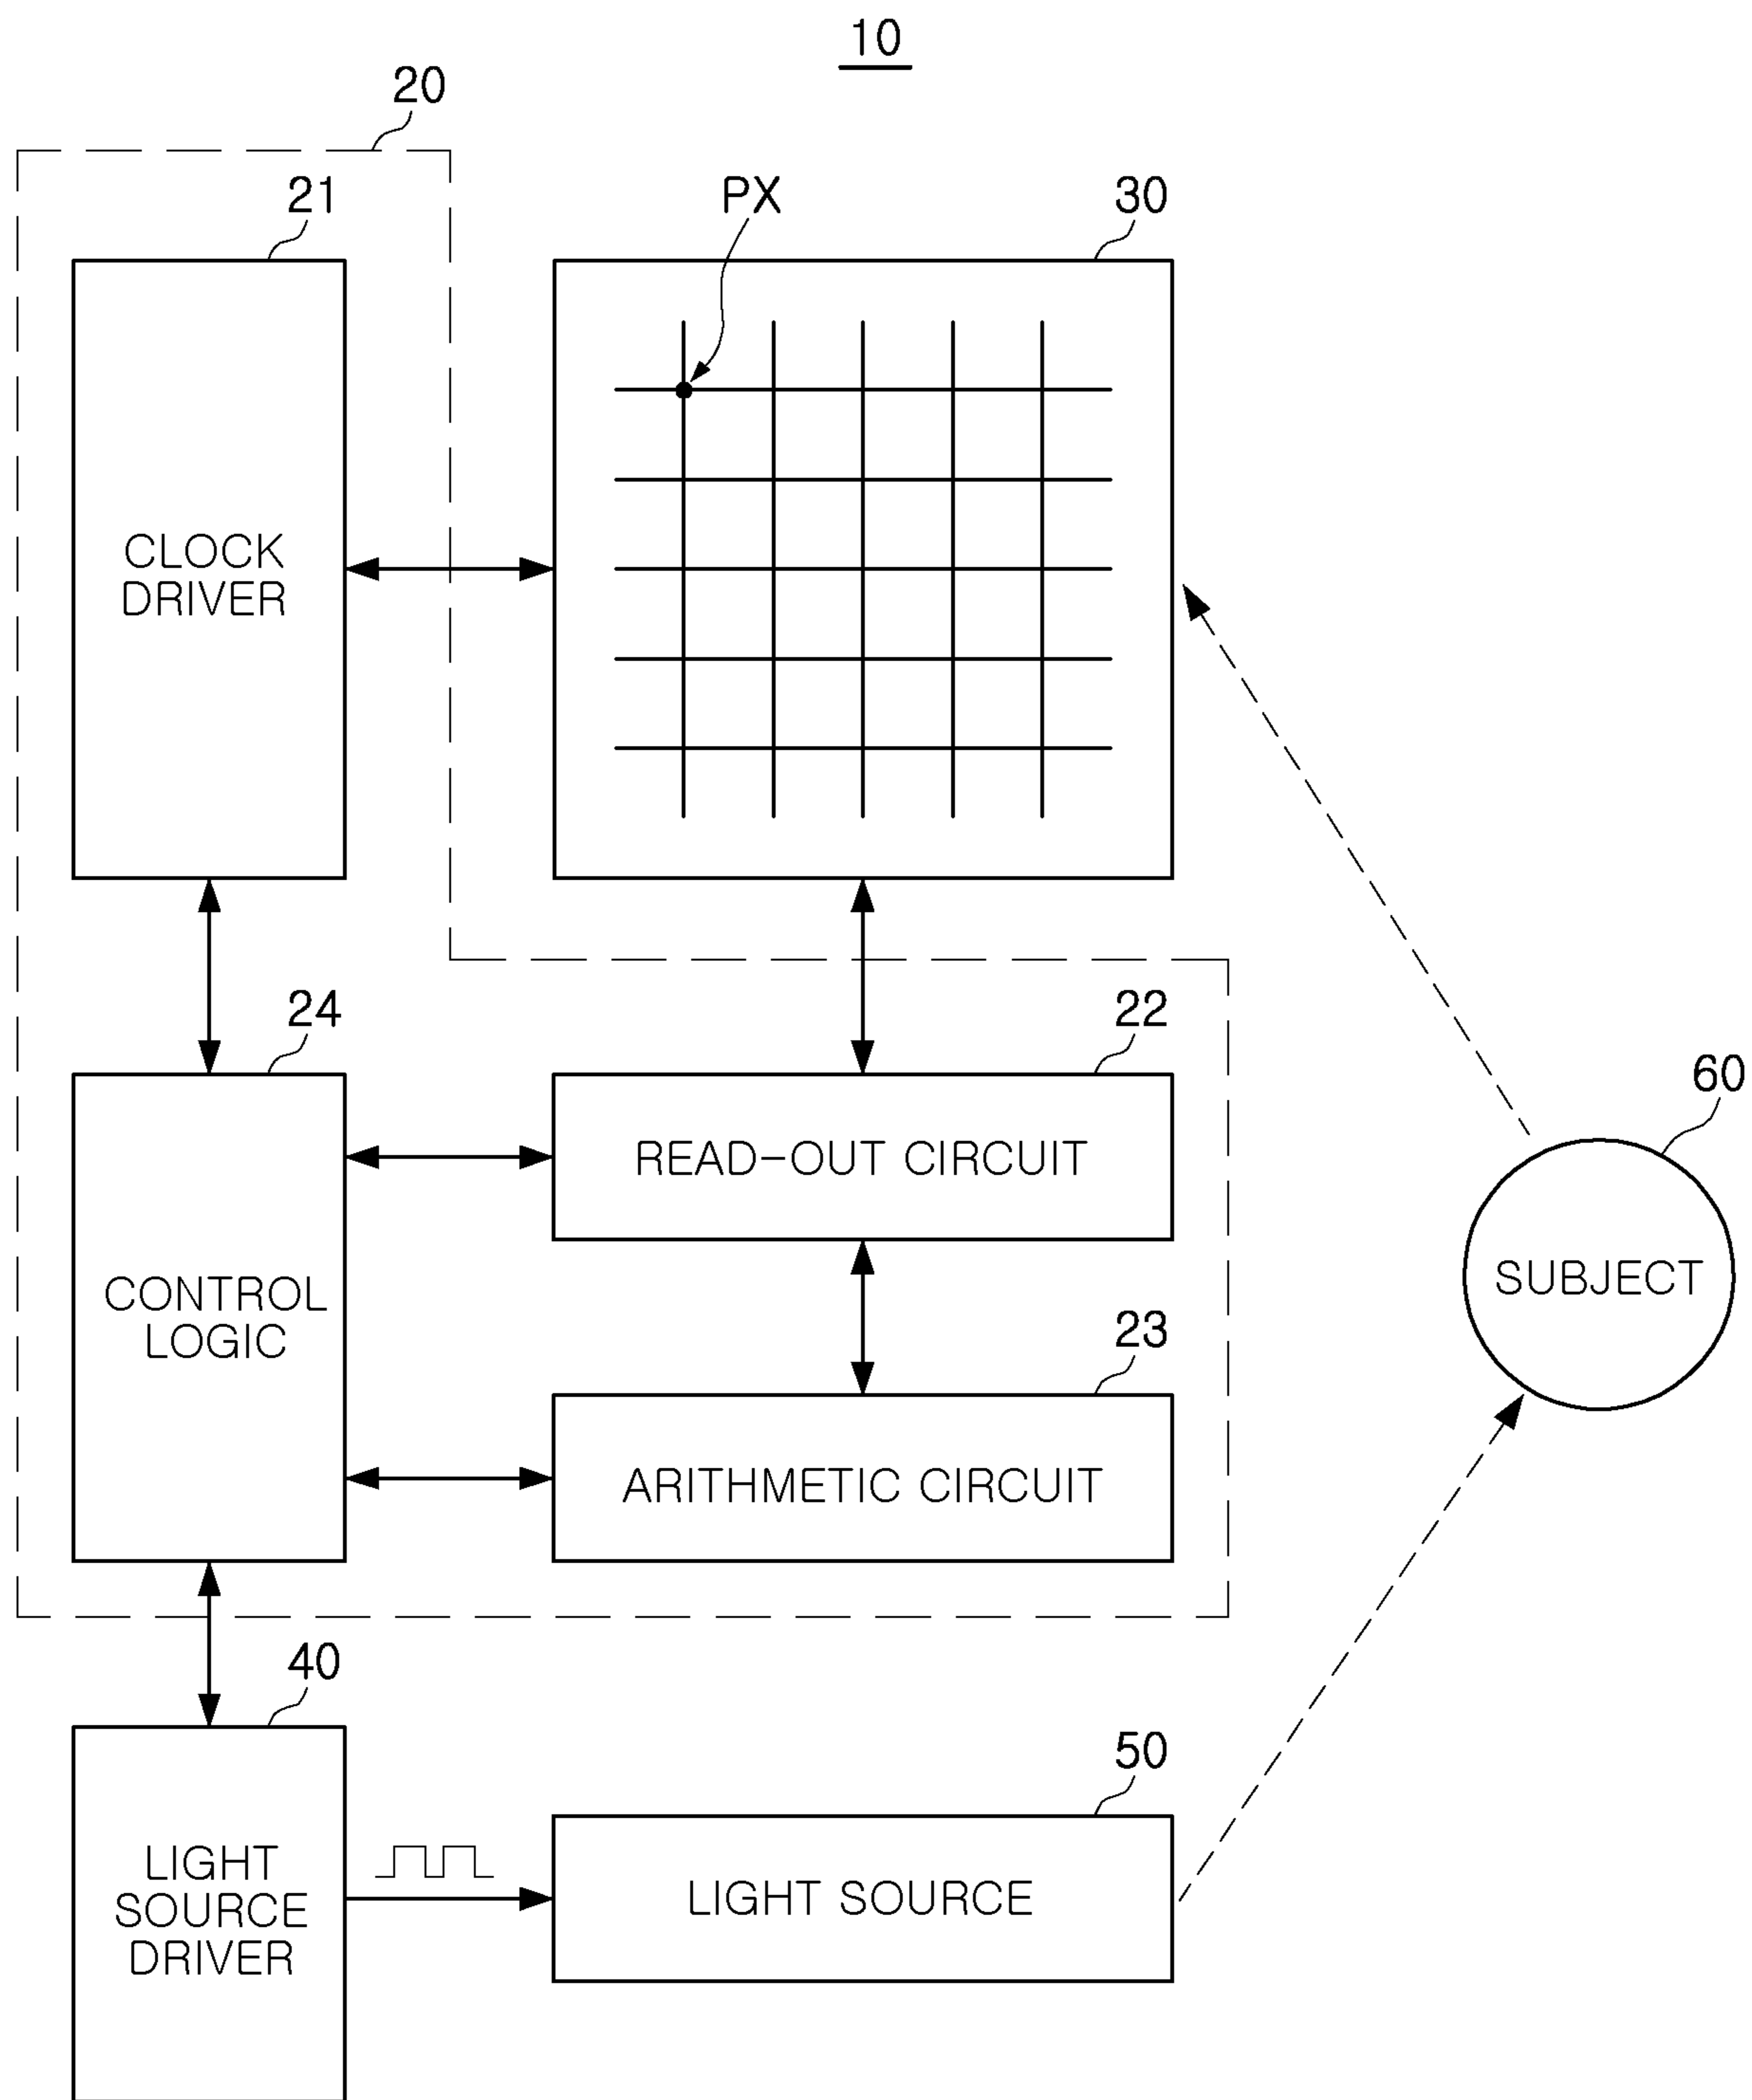 10
20
21
PX
30
CLOCK
DRIVER
24
22
60
READ-OUT CIRCUIT
CONTROL
LOGIC
SUBJECT
23
ARITHMETIC CIRCUIT
40
50
LIGHT
SOURCE
DRIVER
LIGHT SOURCE